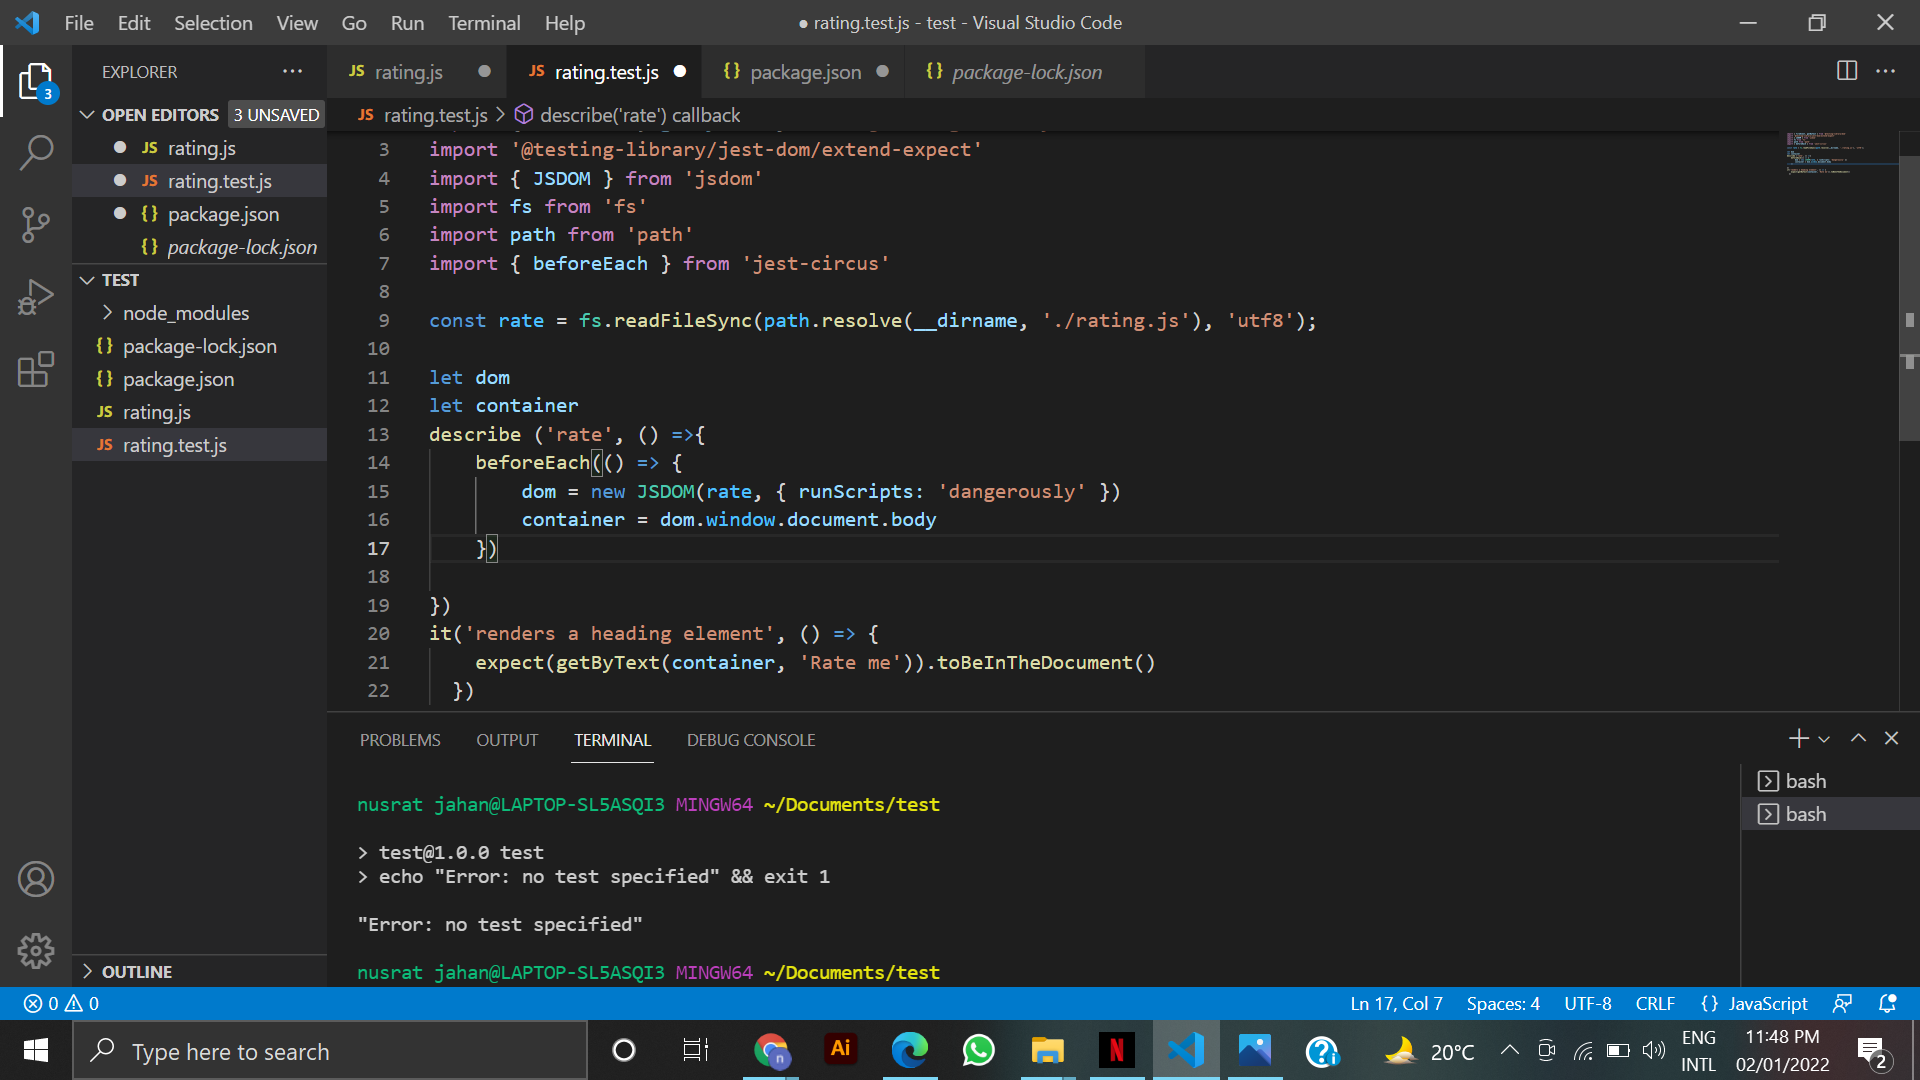 File Edit Selection View Go Run Terminal Help
● rating.test.js - test - Visual Studio Code
EXPLORER
OPEN EDITORS 3 UNSAVED
JS rating.js
JS rating.test.js
{} package.json
{} package-lock.json
TEST
node_modules
{} package-lock.json
{} package.json
JS rating.js
JS rating.test.js
OUTLINE
3
JS rating.js
JS rating.test.js
{} package.json
{} package-lock.json
JS rating.test.js > describe('rate') callback
3 import '@testing-library/jest-dom/extend-expect'
4 import { JSDOM } from 'jsdom'
5 import fs from 'fs'
6 import path from 'path'
7 import { beforeEach } from 'jest-circus'
8
9 const rate = fs.readFileSync(path.resolve(__dirname, './rating.js'), 'utf8');
10
11 let dom
12 let container
13 describe ('rate', () =>{
14 beforeEach(() => {
15 dom = new JSDOM(rate, { runScripts: 'dangerously' })
16 container = dom.window.document.body
17 })
18
19 })
20 it('renders a heading element', () => {
21 expect(getByText(container, 'Rate me')).toBeInTheDocument()
22 })
PROBLEMS OUTPUT TERMINAL DEBUG CONSOLE
nusrat jahan@LAPTOP-SL5ASQI3 MINGW64 ~/Documents/test
> test@1.0.0 test
> echo "Error: no test specified" && exit 1
"Error: no test specified"
nusrat jahan@LAPTOP-SL5ASQI3 MINGW64 ~/Documents/test
bash
bash
0 0
Ln 17, Col 7 Spaces: 4 UTF-8 CRLF {} JavaScript
Type here to search
n
Ai
N
20°C
ENG
INTL
11:48 PM
02/01/2022
2